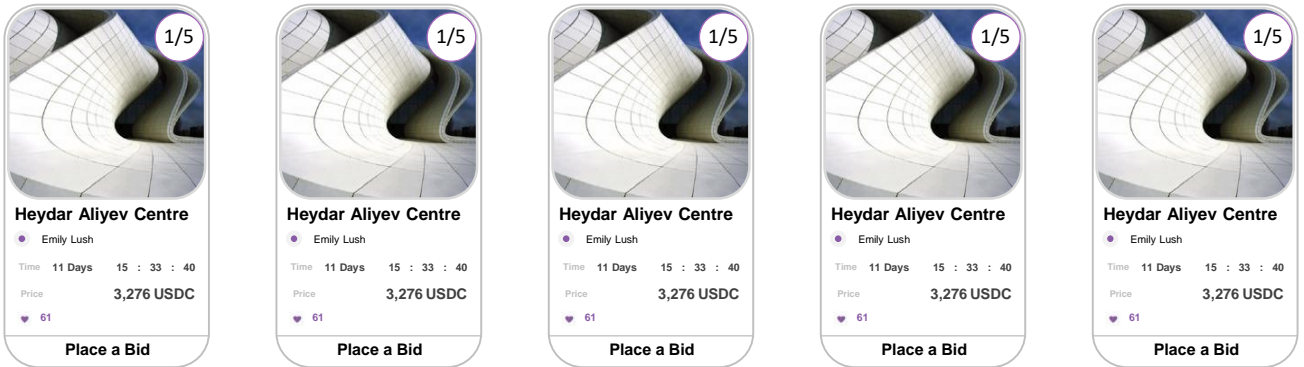 1/5
Heydar Aliyev Centre
Emily Lush
Time 11 Days 15 : 33 : 40
Price 3,276 USDC
61
Place a Bid
1/5
Heydar Aliyev Centre
Emily Lush
Time 11 Days 15 : 33 : 40
Price 3,276 USDC
61
Place a Bid
1/5
Heydar Aliyev Centre
Emily Lush
Time 11 Days 15 : 33 : 40
Price 3,276 USDC
61
Place a Bid
1/5
Heydar Aliyev Centre
Emily Lush
Time 11 Days 15 : 33 : 40
Price 3,276 USDC
61
Place a Bid
1/5
Heydar Aliyev Centre
Emily Lush
Time 11 Days 15 : 33 : 40
Price 3,276 USDC
61
Place a Bid